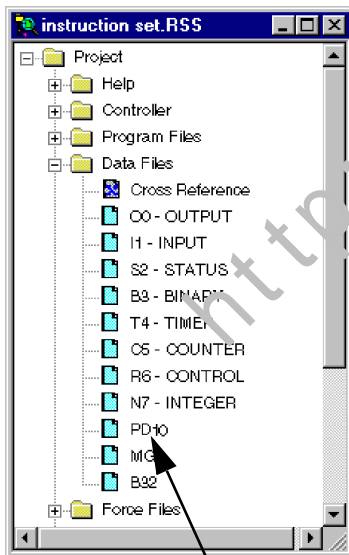 instruction set.RSS
Project
Help
Controller
Program Files
Data Files
Cross Reference
O0 - OUTPUT
I1 - INPUT
S2 - STATUS
B3 - BINARY
T4 - TIMER
C5 - COUNTER
R6 - CONTROL
N7 - INTEGER
PD10
B32
Force Files
http